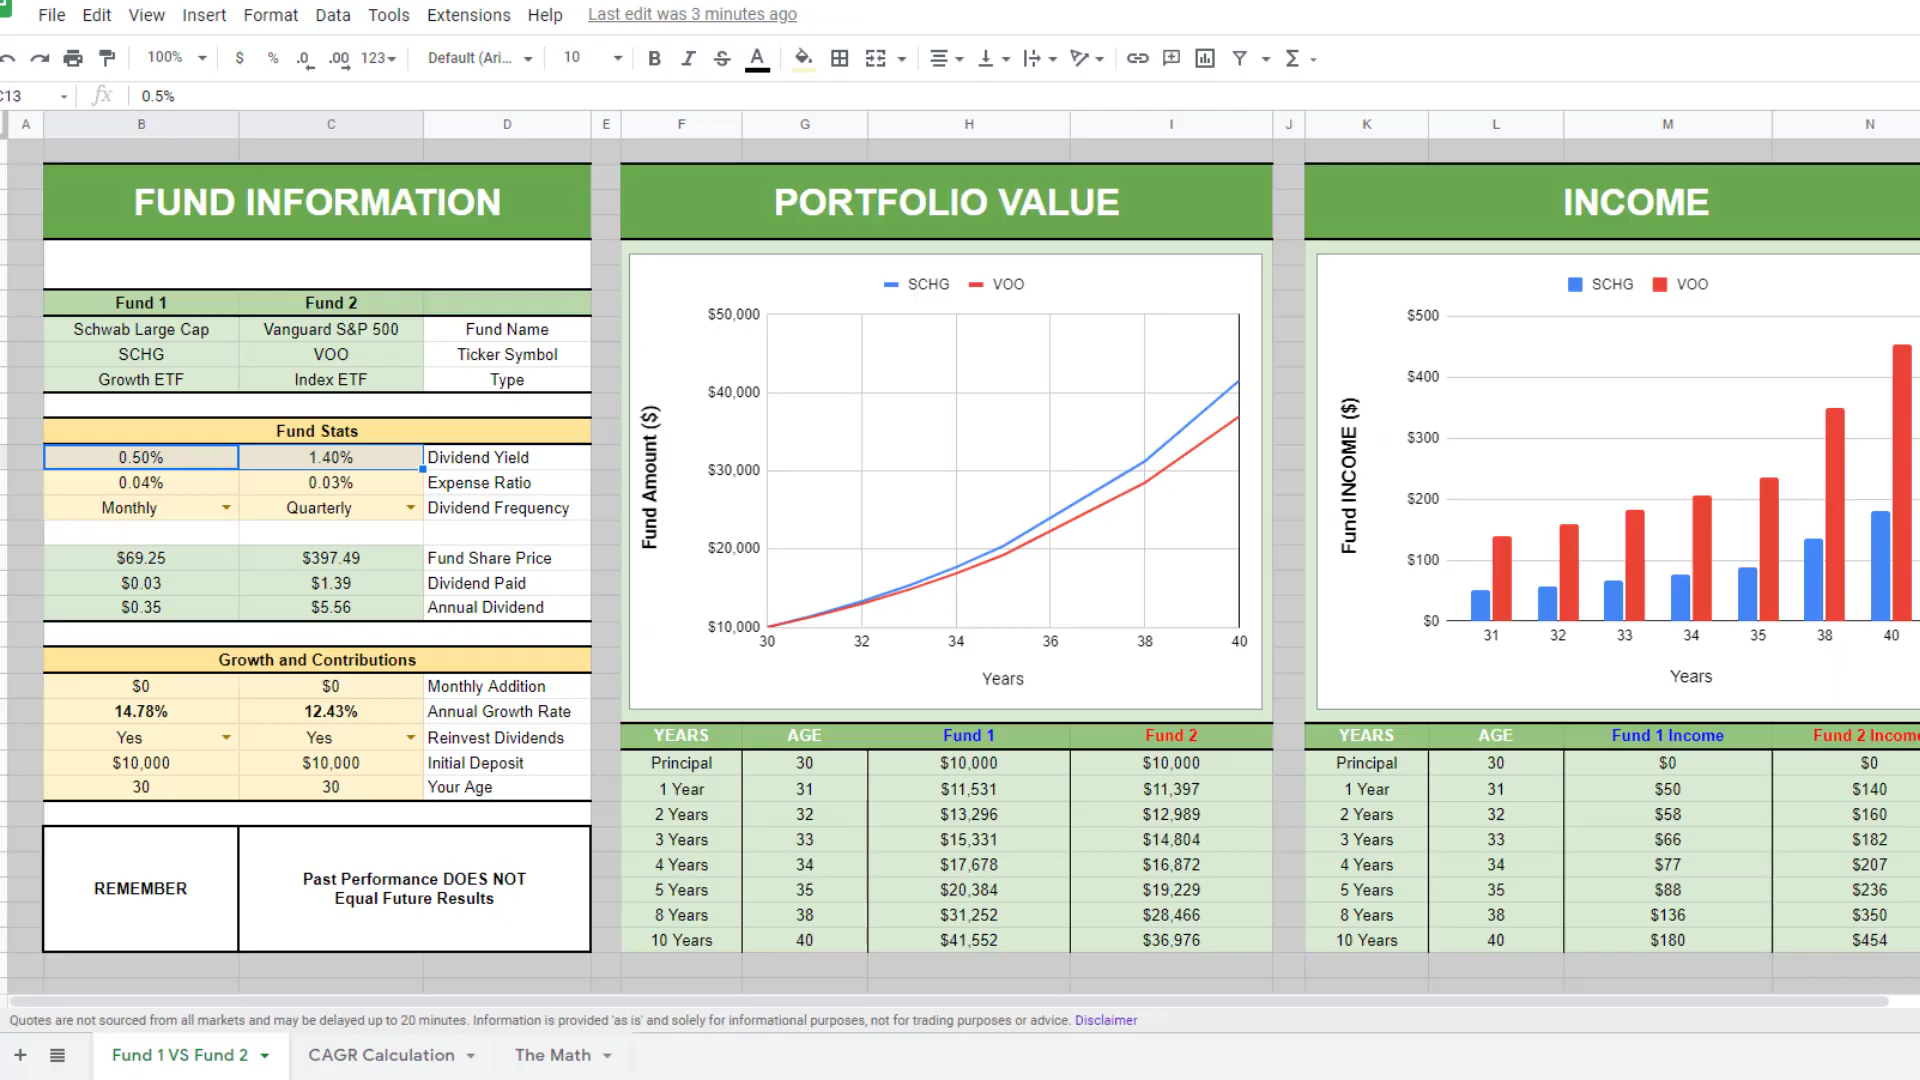 File Edit View Insert Format Data Tools Extensions Help Last edit was 3 minutes ago
100% $ % .0 .00 123 Default (Ari... 10 B I S A
C13 fx 0.5%
A B C D E F G H I J K L M N
FUND INFORMATION
Fund 1 Fund 2
Schwab Large Cap Vanguard S&P 500 Fund Name
SCHG VOO Ticker Symbol
Growth ETF Index ETF Type
Fund Stats
0.50% 1.40% Dividend Yield
0.04% 0.03% Expense Ratio
Monthly Quarterly Dividend Frequency
$69.25 $397.49 Fund Share Price
$0.03 $1.39 Dividend Paid
$0.35 $5.56 Annual Dividend
Growth and Contributions
$0 $0 Monthly Addition
14.78% 12.43% Annual Growth Rate
Yes Yes Reinvest Dividends
$10,000 $10,000 Initial Deposit
30 30 Your Age
REMEMBER
Past Performance DOES NOT
Equal Future Results
PORTFOLIO VALUE
SCHG VOO
Fund Amount ($)
$50,000
$40,000
$30,000
$20,000
$10,000
30 32 34 36 38 40
Years
YEARS AGE Fund 1 Fund 2
Principal 30 $10,000 $10,000
1 Year 31 $11,531 $11,397
2 Years 32 $13,296 $12,989
3 Years 33 $15,331 $14,804
4 Years 34 $17,678 $16,872
5 Years 35 $20,384 $19,229
8 Years 38 $31,252 $28,466
10 Years 40 $41,552 $36,976
INCOME
SCHG VOO
Fund INCOME ($)
$500
$400
$300
$200
$100
$0
31 32 33 34 35 38 40
Years
YEARS AGE Fund 1 Income Fund 2 Income
Principal 30 $0 $0
1 Year 31 $50 $140
2 Years 32 $58 $160
3 Years 33 $66 $182
4 Years 34 $77 $207
5 Years 35 $88 $236
8 Years 38 $136 $350
10 Years 40 $180 $454
Quotes are not sourced from all markets and may be delayed up to 20 minutes. Information is provided 'as is' and solely for informational purposes, not for trading purposes or advice. Disclaimer
Fund 1 VS Fund 2 CAGR Calculation The Math